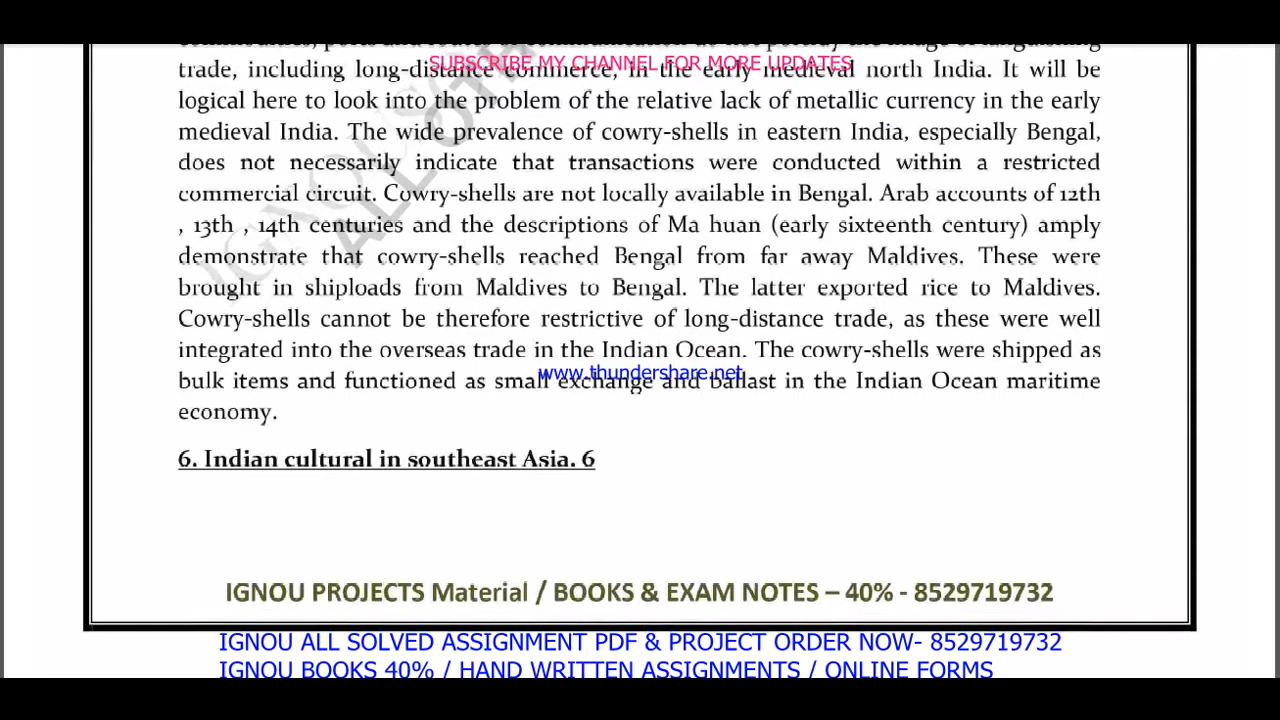 SUBSCRIBE MY CHANNEL FOR MORE UPDATES
trade, including long-distance commerce, in the early medieval north India. It will be
logical here to look into the problem of the relative lack of metallic currency in the early
medieval India. The wide prevalence of cowry-shells in eastern India, especially Bengal,
does not necessarily indicate that transactions were conducted within a restricted
commercial circuit. Cowry-shells are not locally available in Bengal. Arab accounts of 12th
, 13th , 14th centuries and the descriptions of Ma huan (early sixteenth century) amply
demonstrate that cowry-shells reached Bengal from far away Maldives. These were
brought in shiploads from Maldives to Bengal. The latter exported rice to Maldives.
Cowry-shells cannot be therefore restrictive of long-distance trade, as these were well
integrated into the overseas trade in the Indian Ocean. The cowry-shells were shipped as
www.thundershare.net
bulk items and functioned as small exchange and ballast in the Indian Ocean maritime
economy.
6. Indian cultural in southeast Asia. 6
IGNOU PROJECTS Material / BOOKS & EXAM NOTES – 40% - 8529719732
IGNOU ALL SOLVED ASSIGNMENT PDF & PROJECT ORDER NOW- 8529719732
IGNOU BOOKS 40% / HAND WRITTEN ASSIGNMENTS / ONLINE FORMS